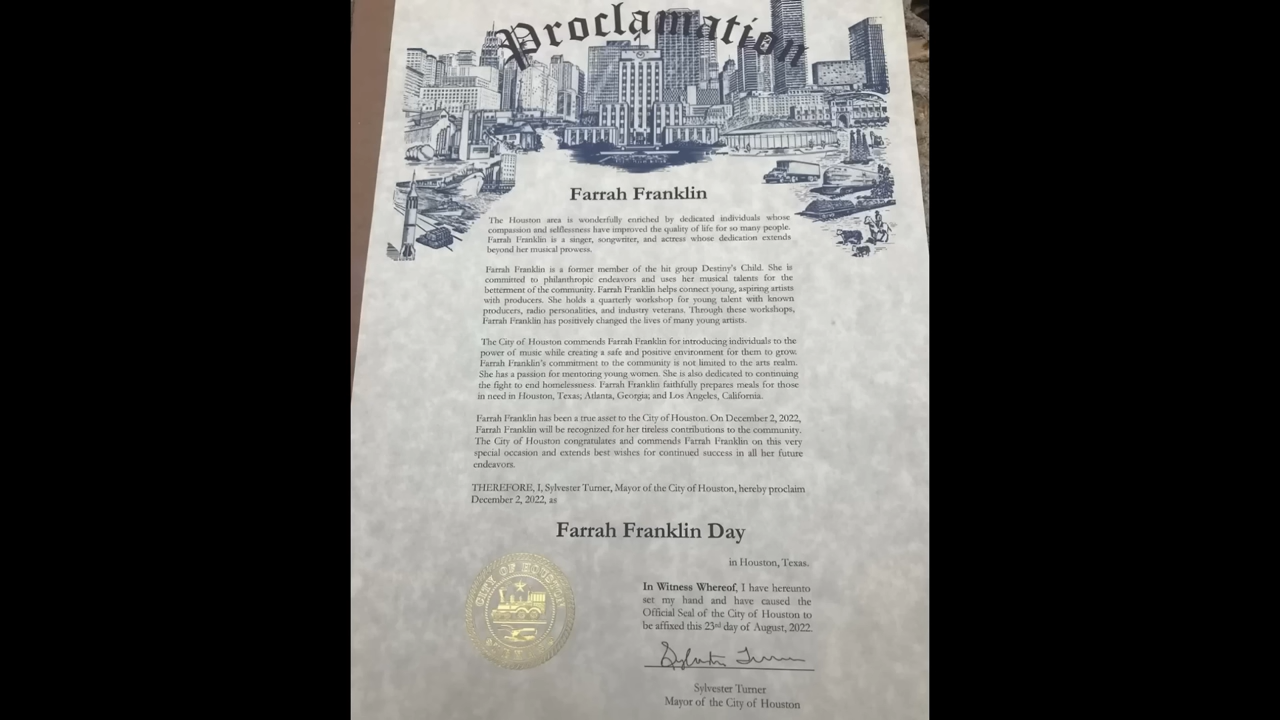 Proclamation
Farrah Franklin
The Houston area is wonderfully enriched by dedicated individuals whose
compassion and selflessness have improved the quality of life for so many people.
Farrah Franklin is a singer, songwriter, and actress whose dedication extends
beyond her musical prowess.
Farrah Franklin is a former member of the hit group Destiny's Child. She is
committed to philanthropic endeavors and uses her musical talents for the
betterment of the community. Farrah Franklin helps connect young, aspiring artists
with producers. She holds a quarterly workshop for young talent with known
producers, radio personalities, and industry veterans. Through these workshops,
Farrah Franklin has positively changed the lives of many young artists.
The City of Houston commends Farrah Franklin for introducing individuals to the
power of music while creating a safe and positive environment for them to grow.
Farrah Franklin's commitment to the community is not limited to the arts realm.
She has a passion for mentoring young women. She is also dedicated to continuing
the fight to end homelessness. Farrah Franklin faithfully prepares meals for those
in need in Houston, Texas; Atlanta, Georgia; and Los Angeles, California.
Farrah Franklin has been a true asset to the City of Houston. On December 2, 2022,
Farrah Franklin will be recognized for her tireless contributions to the community.
The City of Houston congratulates and commends Farrah Franklin on this very
special occasion and extends best wishes for continued success in all her future
endeavors.
THEREFORE, I, Sylvester Turner, Mayor of the City of Houston, hereby proclaim
December 2, 2022, as
Farrah Franklin Day
in Houston, Texas.
In Witness Whereof, I have hereunto
set my hand and have caused the
Official Seal of the City of Houston to
be affixed this 23rd day of August, 2022.
CITY OF HOUSTON
Sylvester Turner
Sylvester Turner
Mayor of the City of Houston